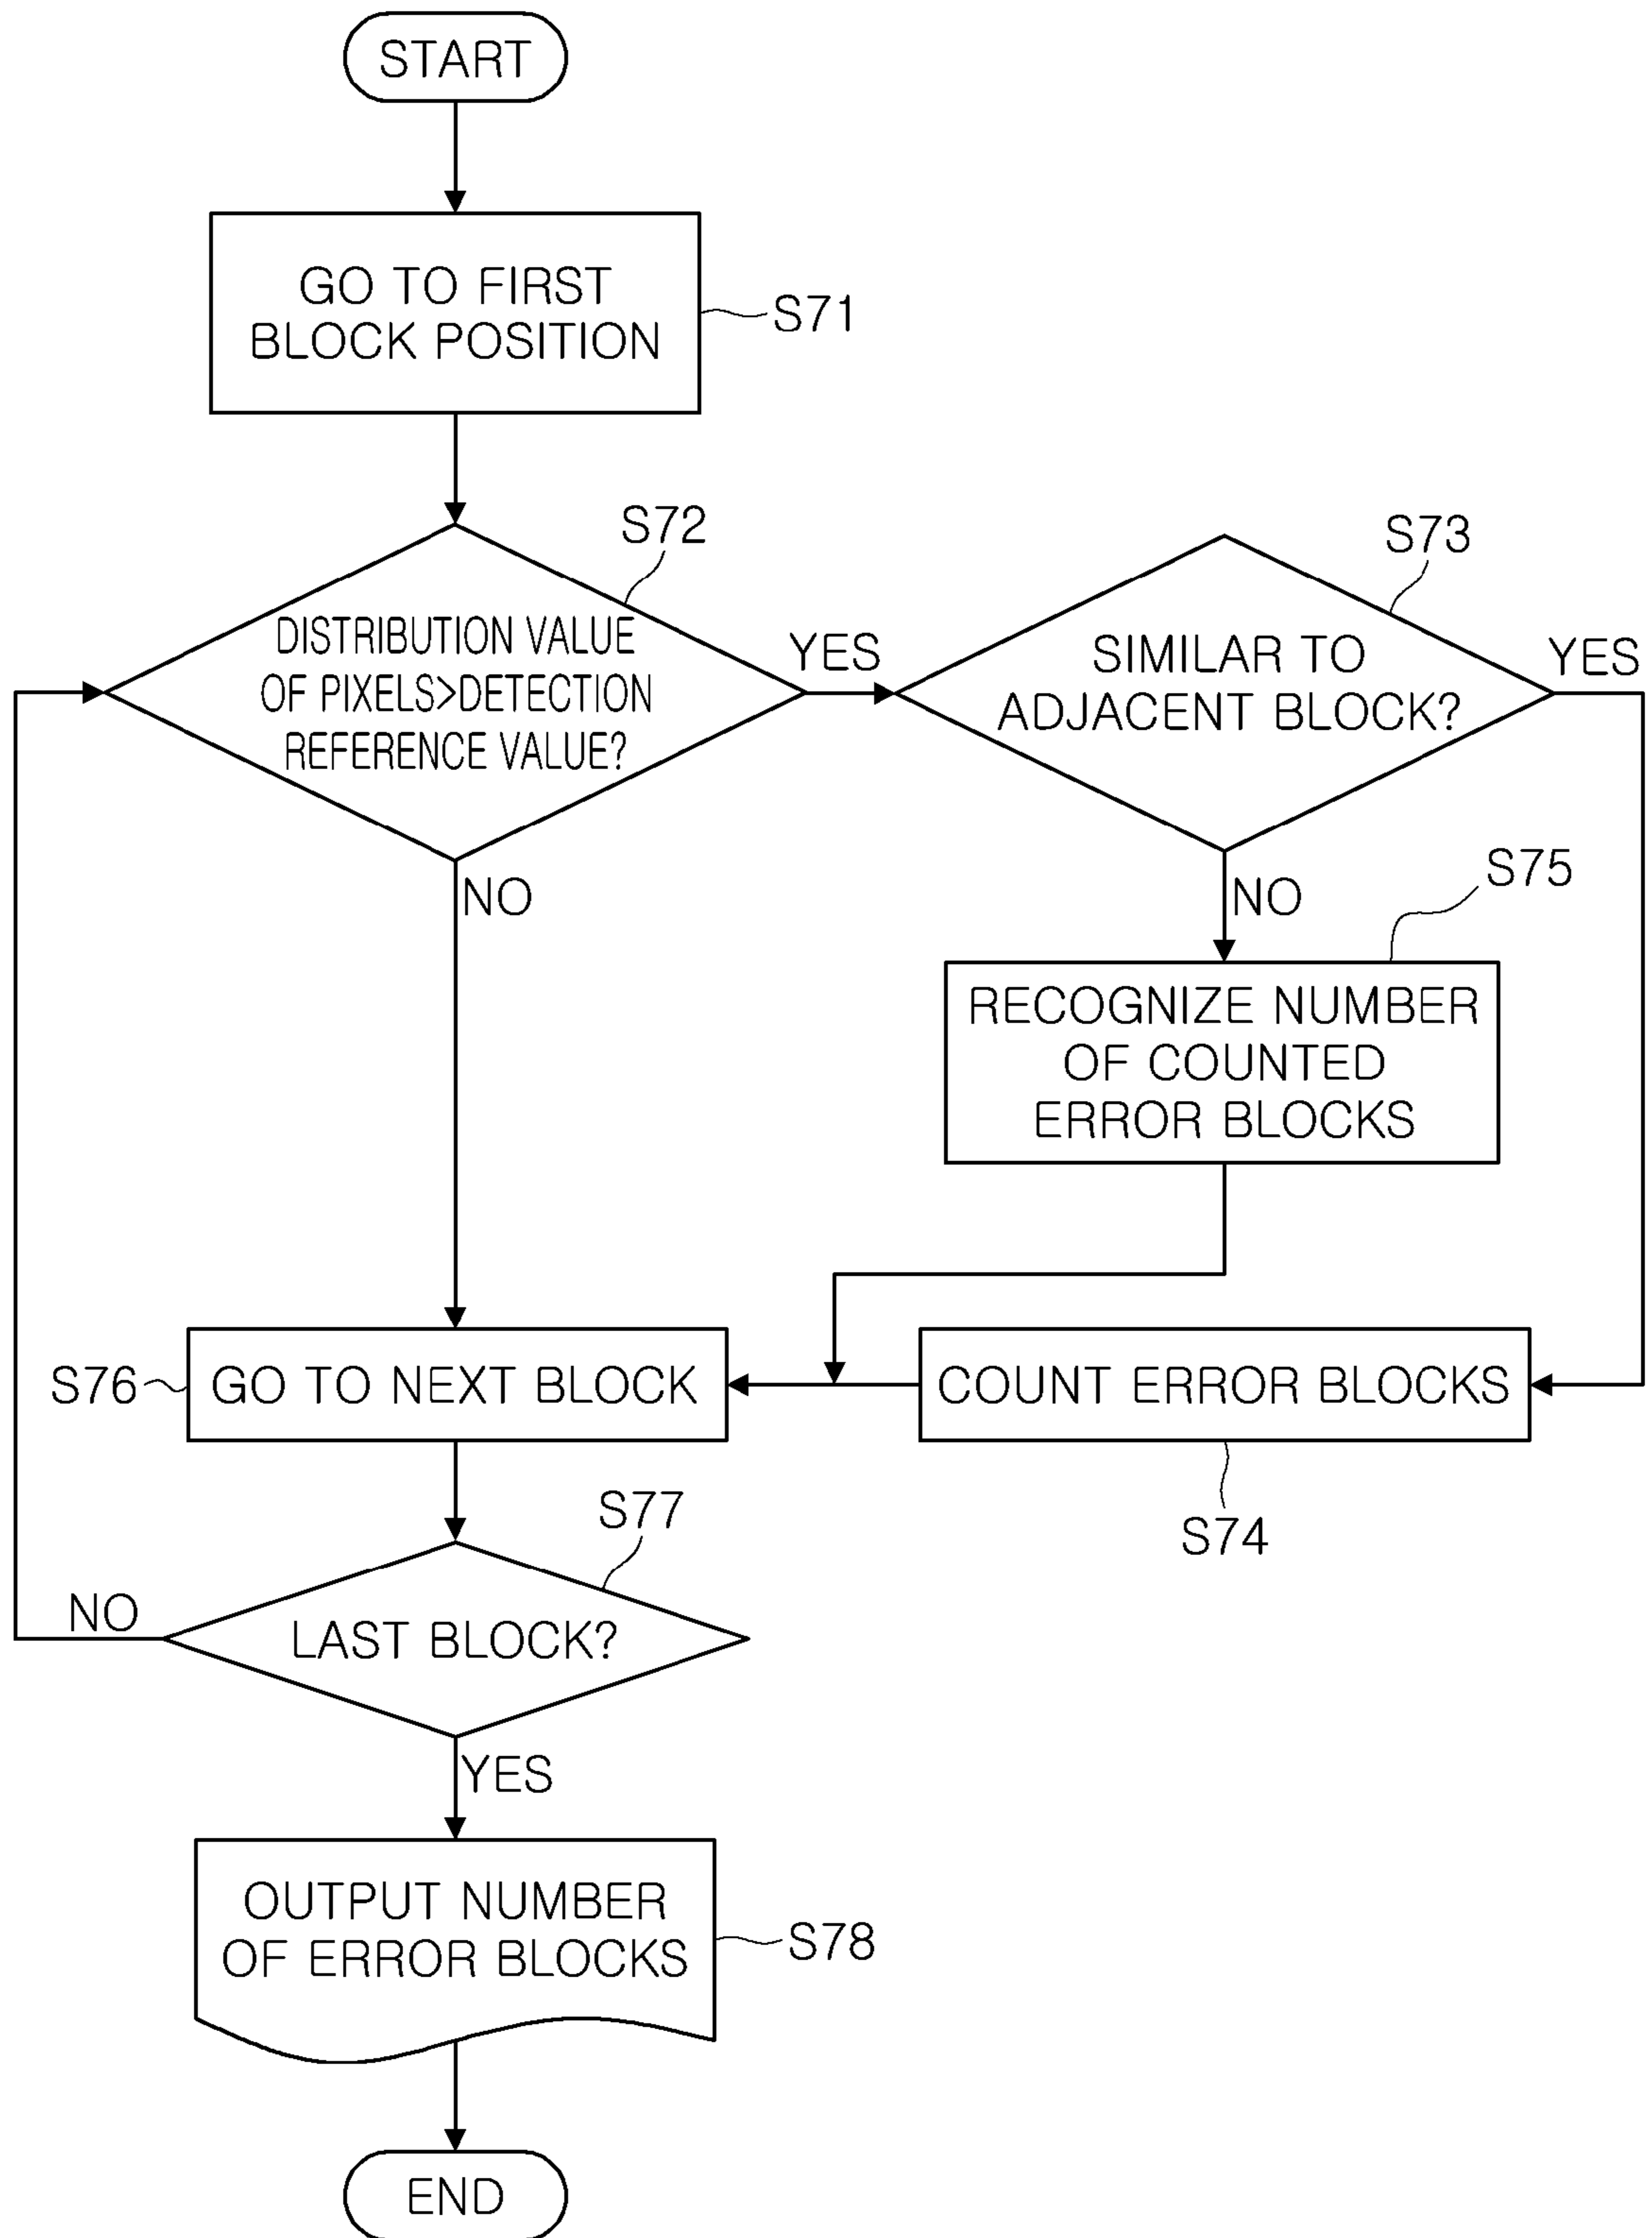 START
GO TO FIRST
BLOCK POSITION
S71
S72
DISTRIBUTION VALUE
OF PIXELS>DETECTION
REFERENCE VALUE?
YES
NO
S73
SIMILAR TO
ADJACENT BLOCK?
YES
NO
S75
RECOGNIZE NUMBER
OF COUNTED
ERROR BLOCKS
S76
GO TO NEXT BLOCK
COUNT ERROR BLOCKS
S74
S77
NO
LAST BLOCK?
YES
OUTPUT NUMBER
OF ERROR BLOCKS
S78
END